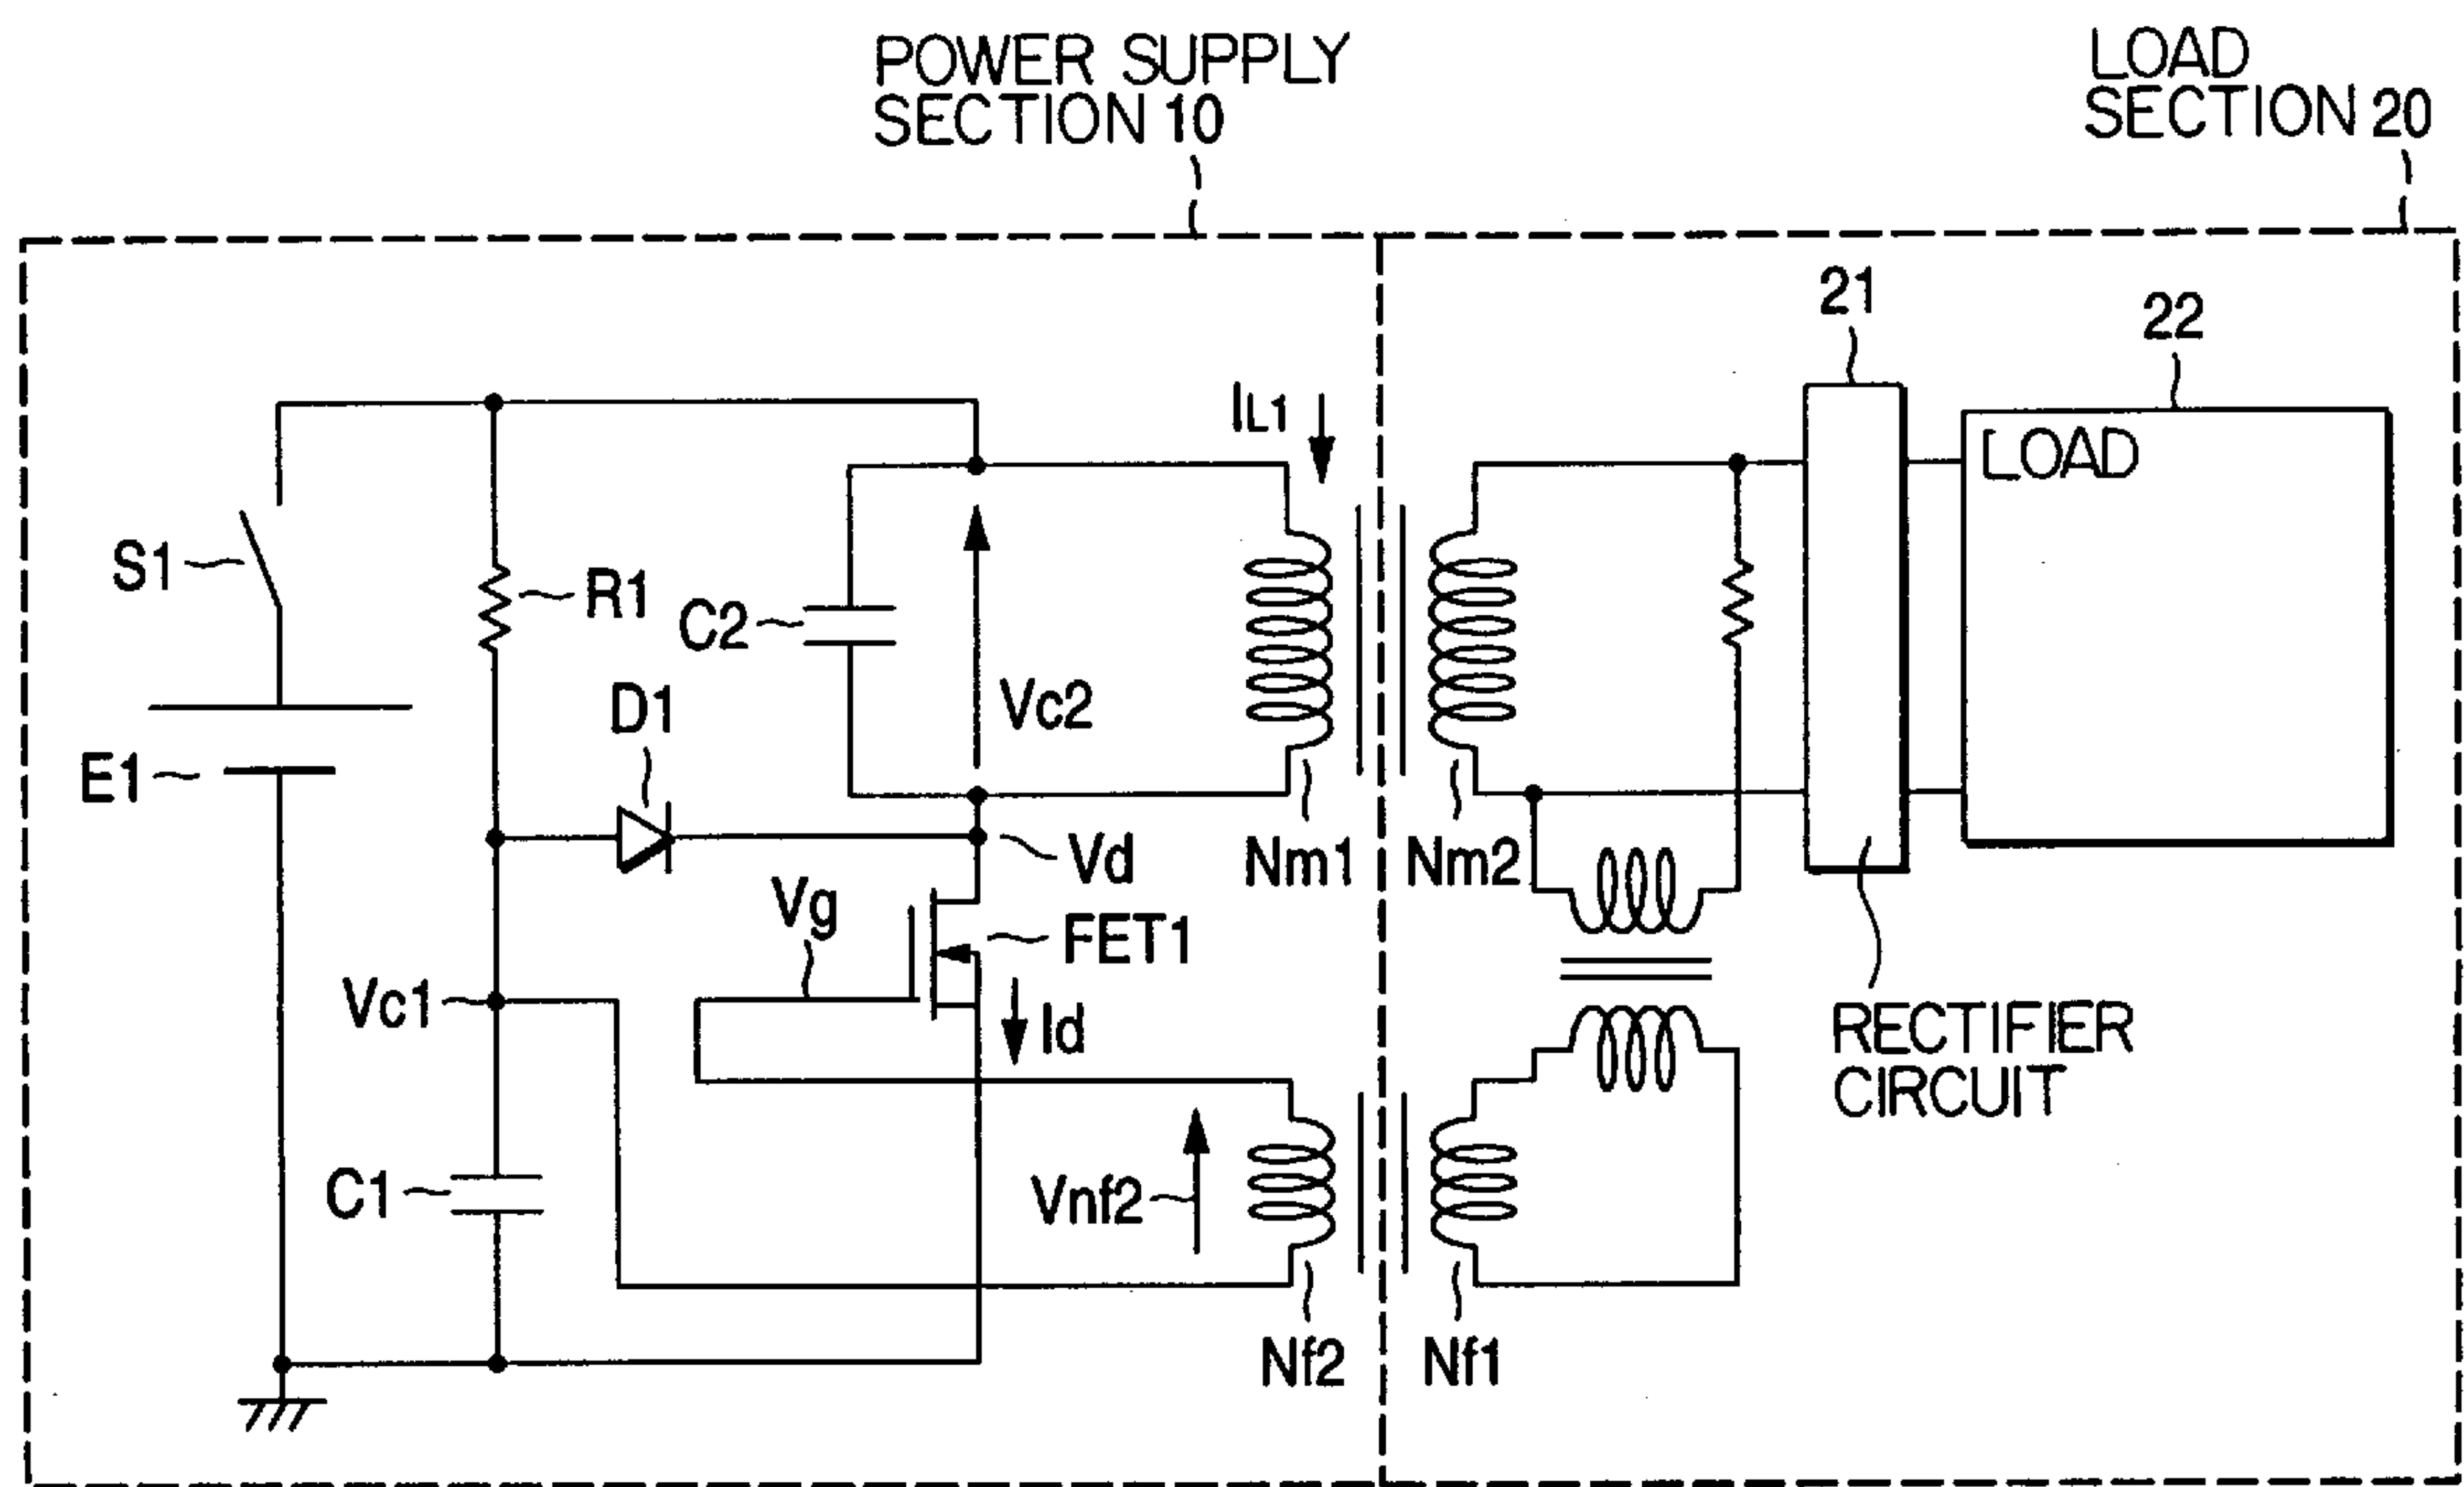 POWER SUPPLY
SECTION 10
LOAD
SECTION 20
21
22
IL1
LOAD
S1
R1
C2
D1
Vc2
E1
Vd
Nm1
Nm2
Vg
FET1
Vc1
Id
RECTIFIER
CIRCUIT
C1
Vnf2
Nf2
Nf1